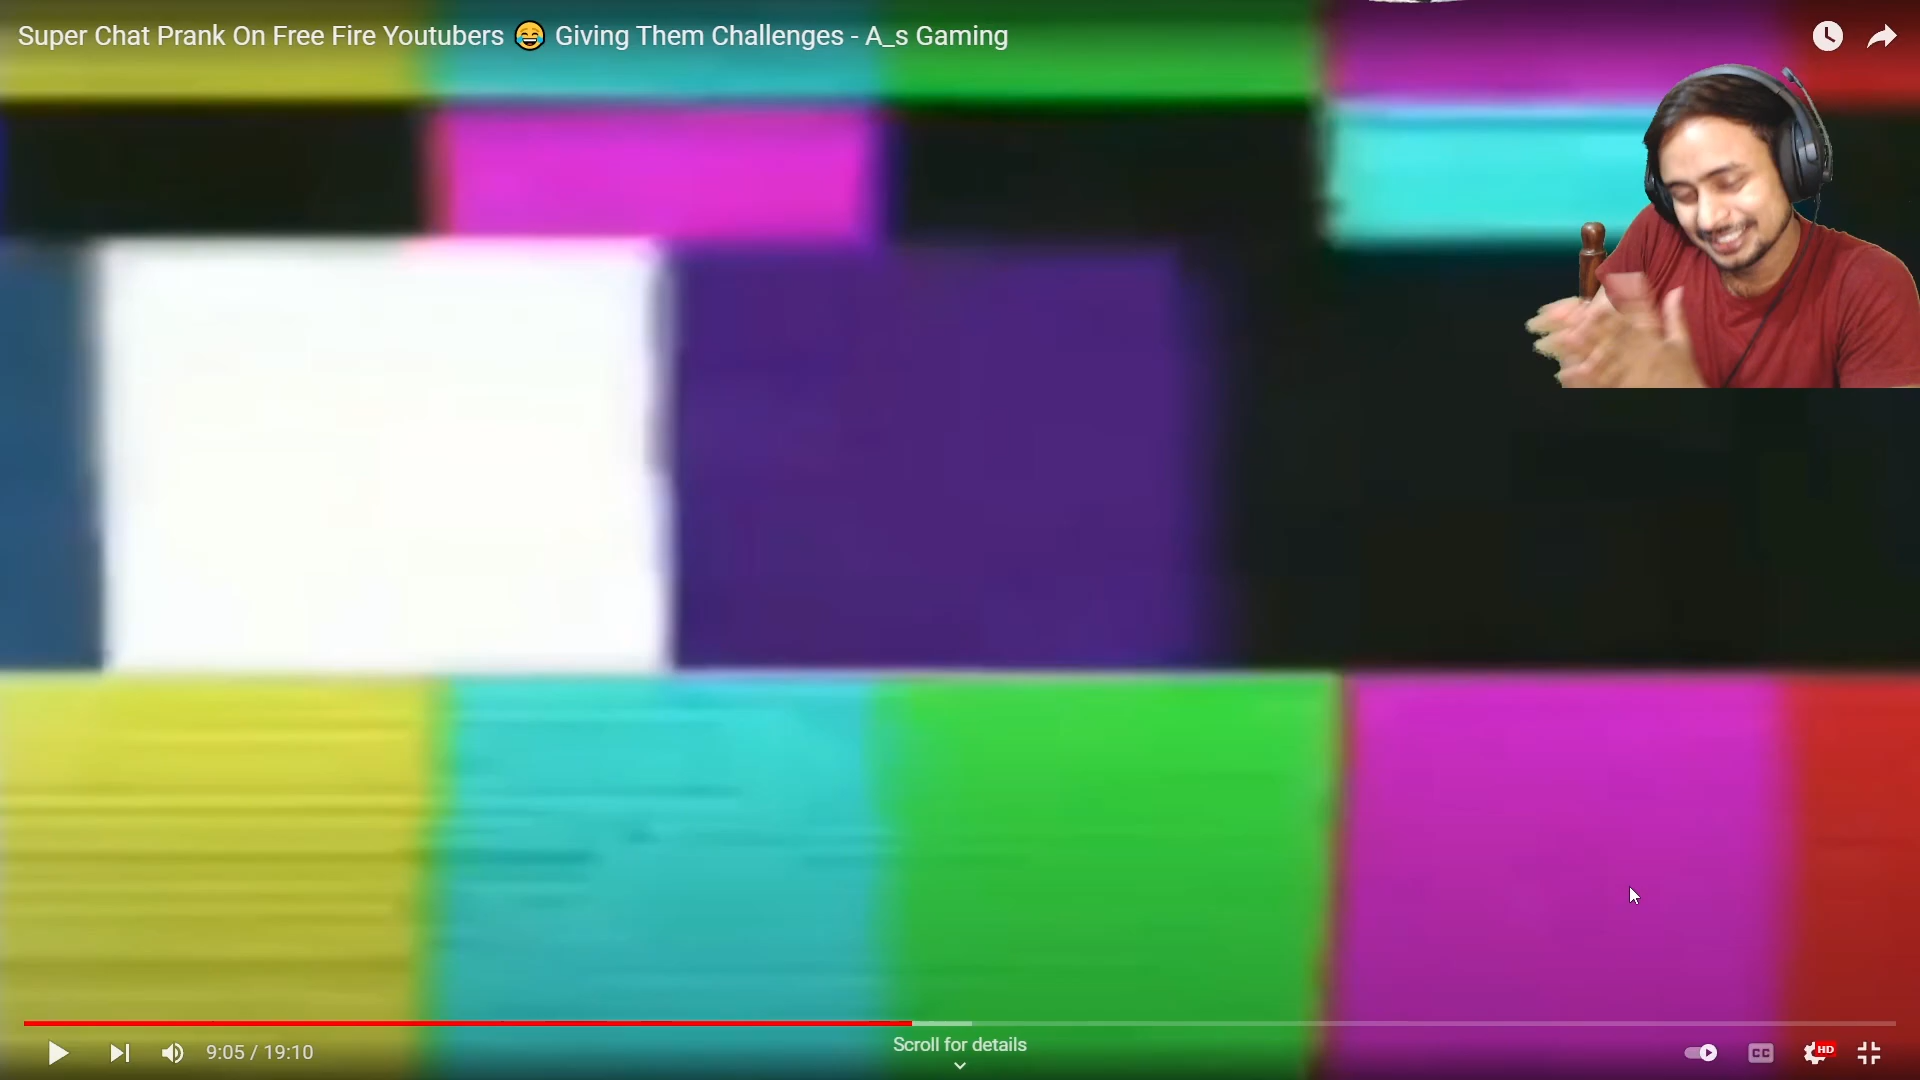 Super Chat Prank On Free Fire Youtubers 😂 Giving Them Challenges - A_s Gaming
Scroll for details
9:05 / 19:10
CC
HD